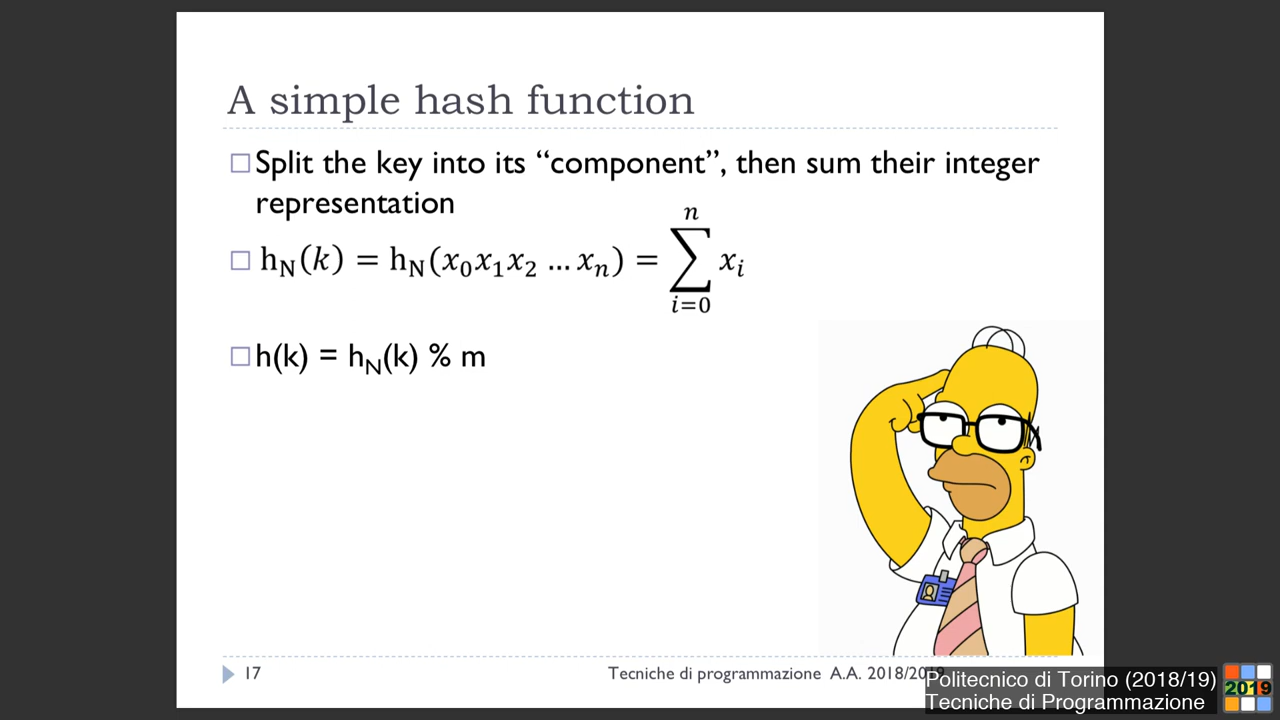 A simple hash function
Split the key into its “component”, then sum their integer
representation
h_N(k) = h_N(x_0x_1x_2 … x_n) = ∑_{i=0}^{n} x_i
h(k) = h_N(k) % m
17
Tecniche di programmazione A.A. 2018/2019
Politecnico di Torino (2018/19)
Tecniche di Programmazione
2019